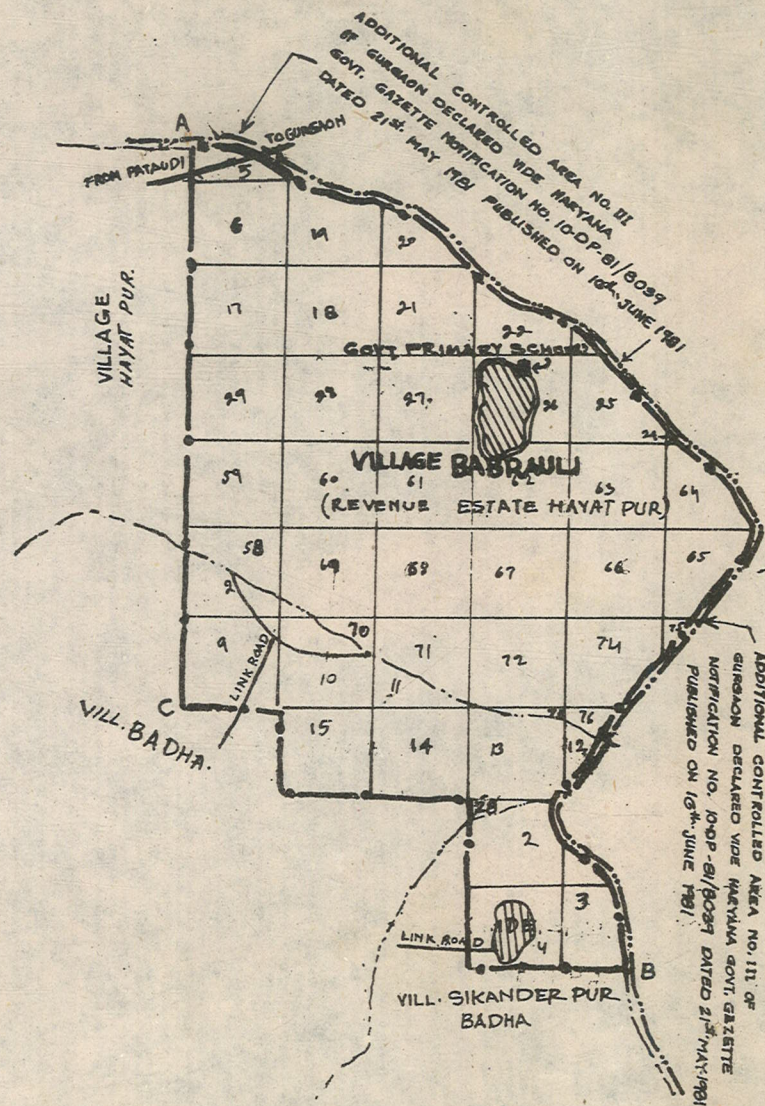 ADDITIONAL CONTROLLED AREA NO. III
OF GURGAON DECLARED VIDE HARYANA
GOVT. GAZETTE NOTIFICATION NO. 10-DP-81/8039
DATED 21st. MAY 1981 PUBLISHED ON 10th. JUNE 1981
A
TO GURGAON
FROM PATAUDI
5
6
19
20
VILLAGE
HAYAT PUR.
17
18
21
22
GOVT PRIMARY SCHOOL
29
28
27
26
25
24
VILLAGE BABRAULI
59
60
61
62
63
64
(REVENUE ESTATE HAYAT PUR)
58
69
68
67
66
65
9
70
71
72
74
75
LINK ROAD
10
11
C
VILL. BADHA.
15
14
13
12
76
2
3
LINK ROAD
4
B
VILL. SIKANDER PUR
BADHA
ADDITIONAL CONTROLLED AREA NO. III OF
GURGAON DECLARED VIDE HARYANA GOVT. GAZETTE
NOTIFICATION NO. 10-DP-81/8039 DATED 21st MAY-1981
PUBLISHED ON 10th JUNE 1981